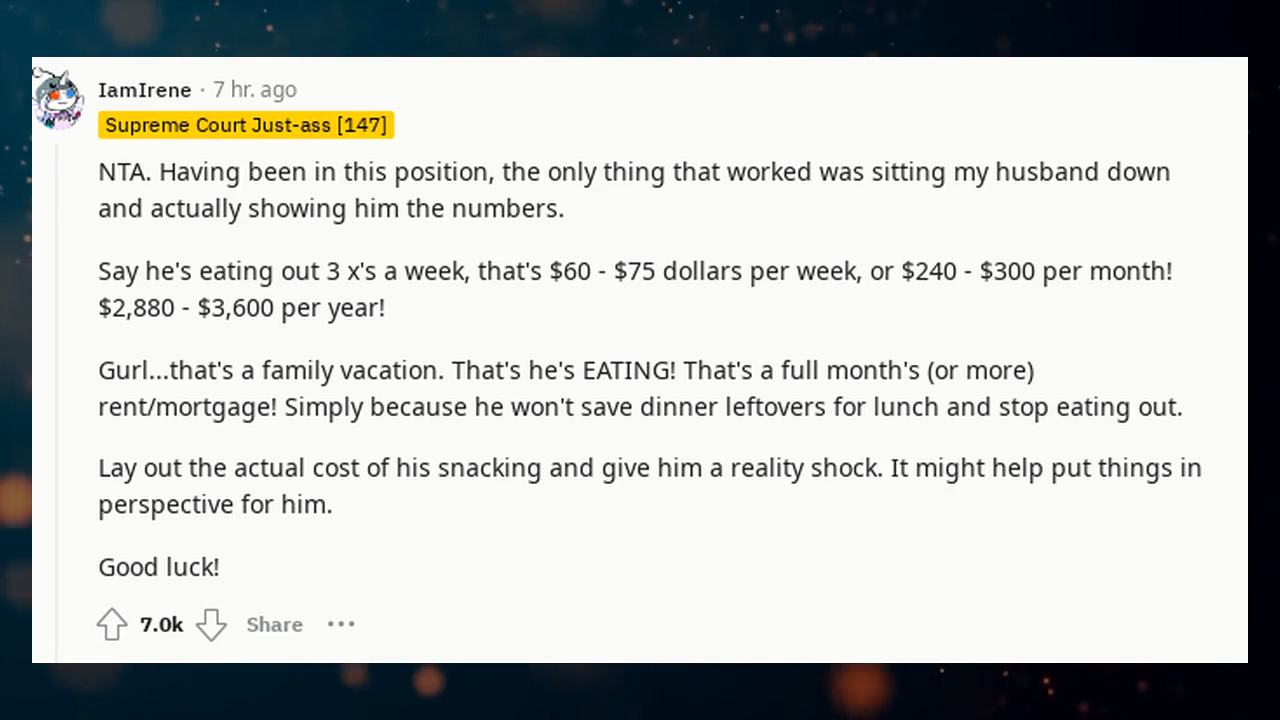 IamIrene · 7 hr. ago
Supreme Court Just-ass [147]
NTA. Having been in this position, the only thing that worked was sitting my husband down
and actually showing him the numbers.
Say he's eating out 3 x's a week, that's $60 - $75 dollars per week, or $240 - $300 per month!
$2,880 - $3,600 per year!
Gurl...that's a family vacation. That's he's EATING! That's a full month's (or more)
rent/mortgage! Simply because he won't save dinner leftovers for lunch and stop eating out.
Lay out the actual cost of his snacking and give him a reality shock. It might help put things in
perspective for him.
Good luck!
7.0k Share •••